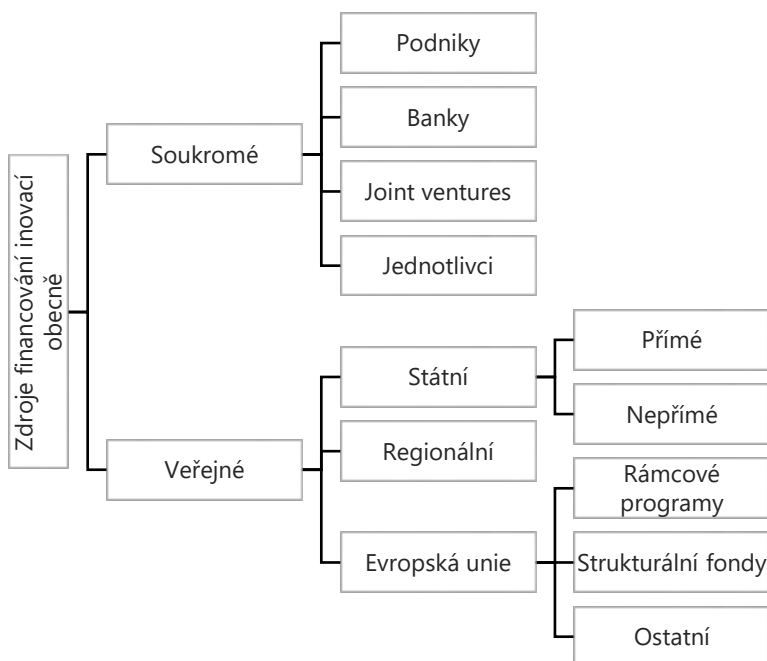 Zdroje financování inovací
obecně
Soukromé
Podniky
Banky
Joint ventures
Jednotlivci
Veřejné
Státní
Přímé
Nepřímé
Regionální
Evropská unie
Rámcové
programy
Strukturální fondy
Ostatní